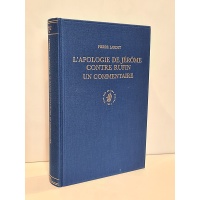 PIERRE LARDET
L'APOLOGIE DE JÉRÔME
CONTRE RUFIN
UN COMMENTAIRE